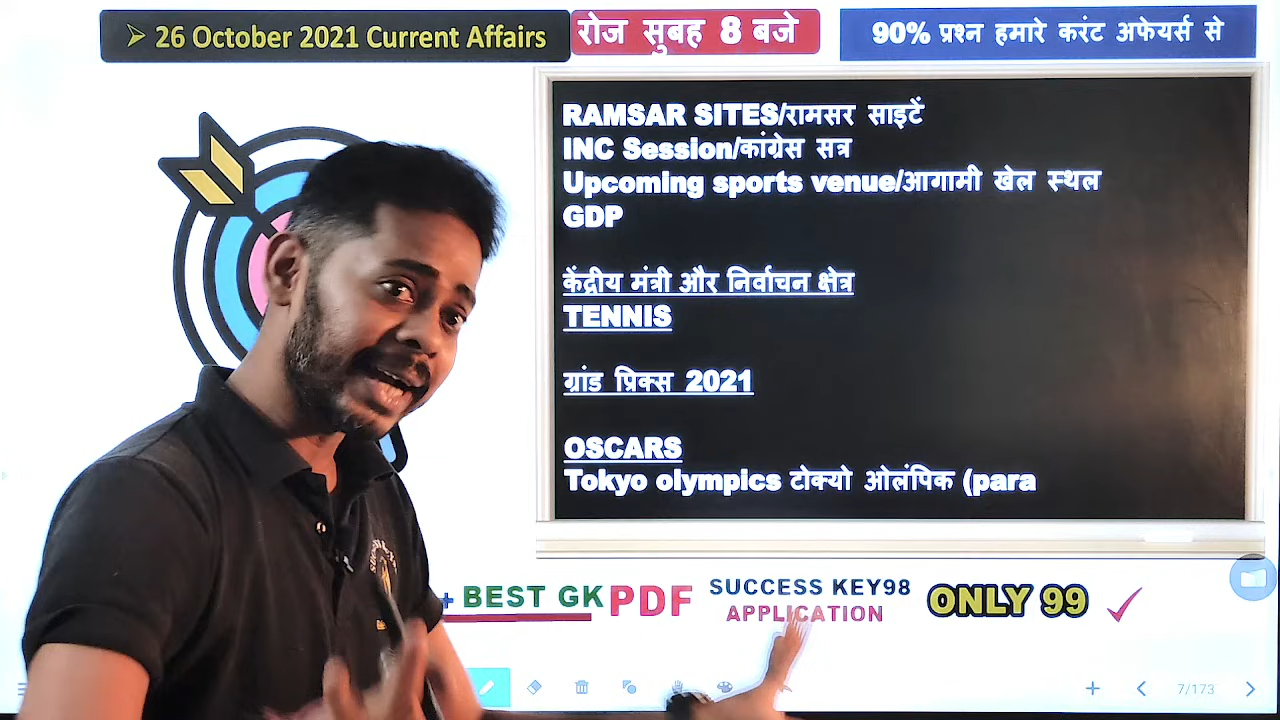 ➢ 26 October 2021 Current Affairs
रोज सुबह 8 बजे
90% प्रश्न हमारे करंट अफेयर्स से
RAMSAR SITES/रामसर साइटें
INC Session/कांग्रेस सत्र
Upcoming sports venue/आगामी खेल स्थल
GDP
केंद्रीय मंत्री और निर्वाचन क्षेत्र
TENNIS
ग्रांड प्रिक्स 2021
OSCARS
Tokyo olympics टोक्यो ओलंपिक (para
+ BEST GK PDF
SUCCESS KEY98
APPLICATION
ONLY 99
7/173